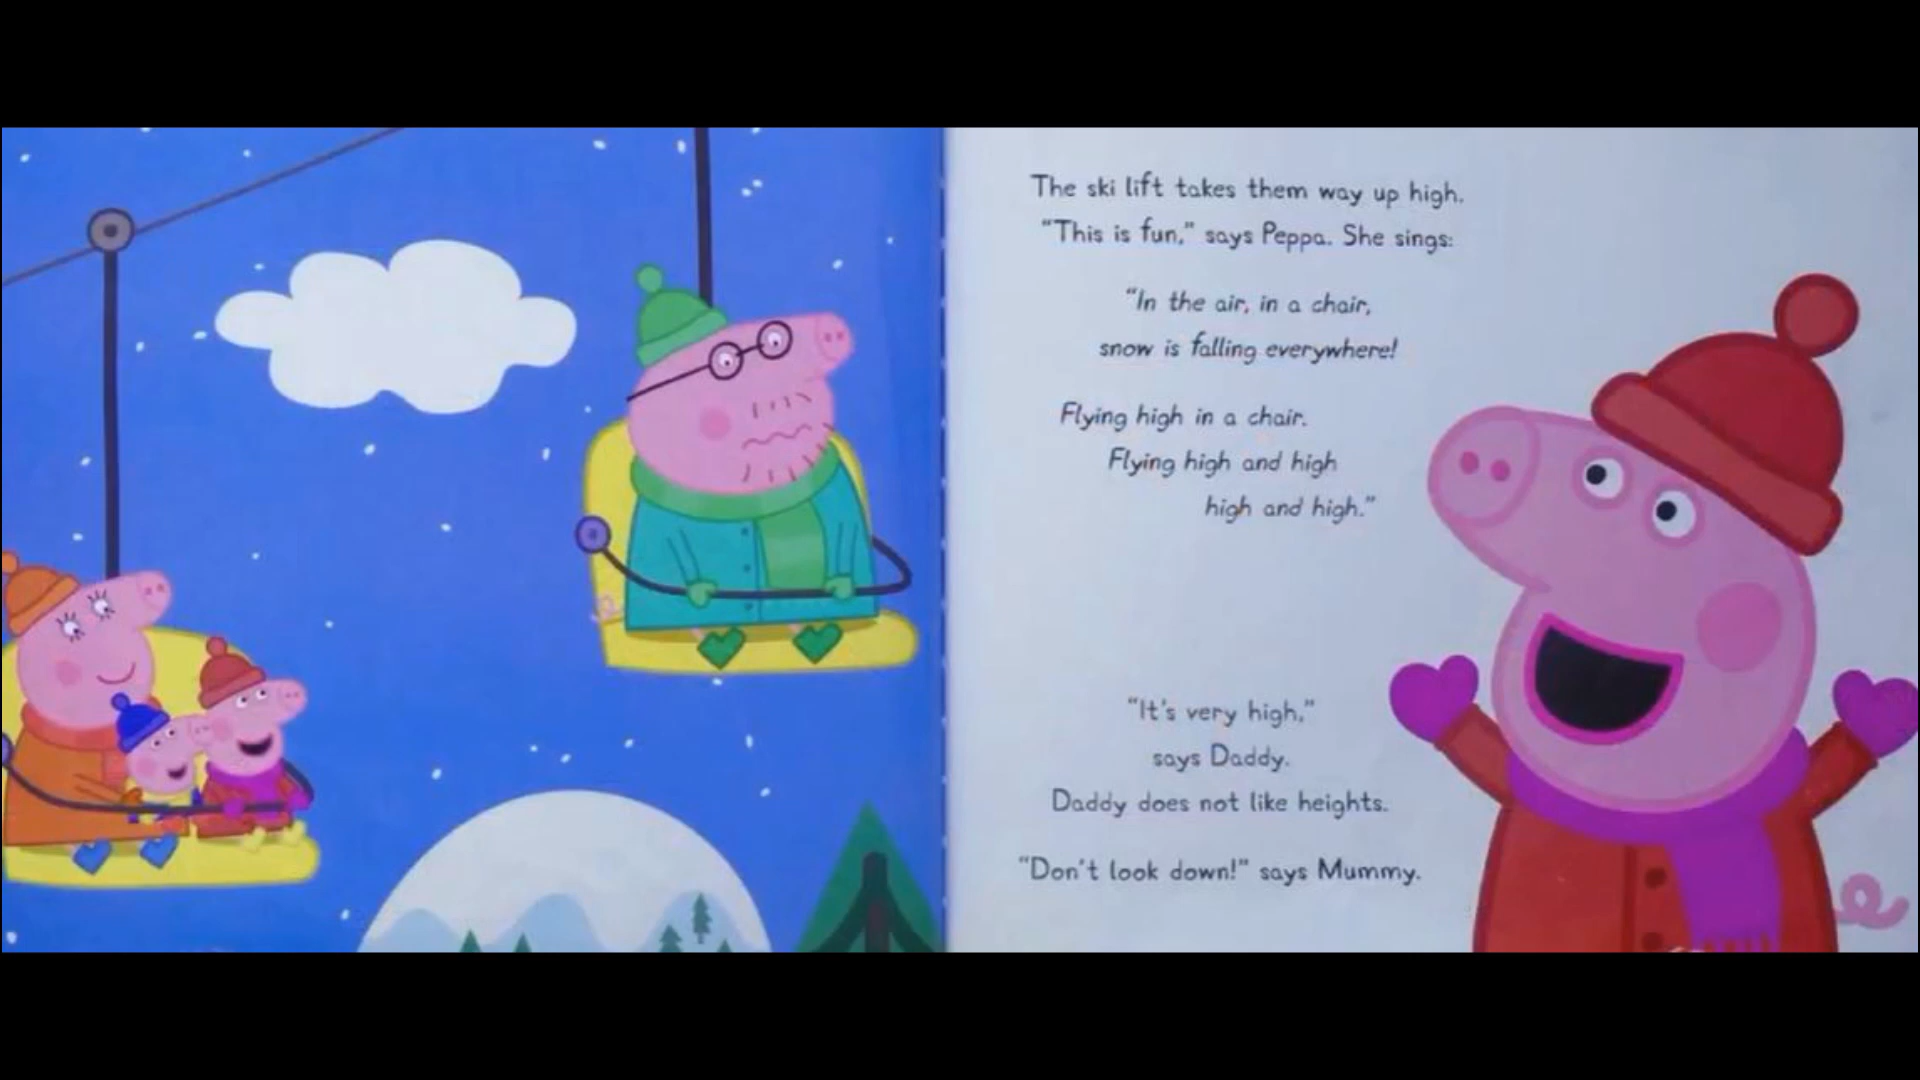 The ski lift takes them way up high.
“This is fun,” says Peppa. She sings:
“In the air, in a chair,
snow is falling everywhere!
Flying high in a chair.
Flying high and high
high and high.”
“It’s very high,”
says Daddy.
Daddy does not like heights.
“Don’t look down!” says Mummy.